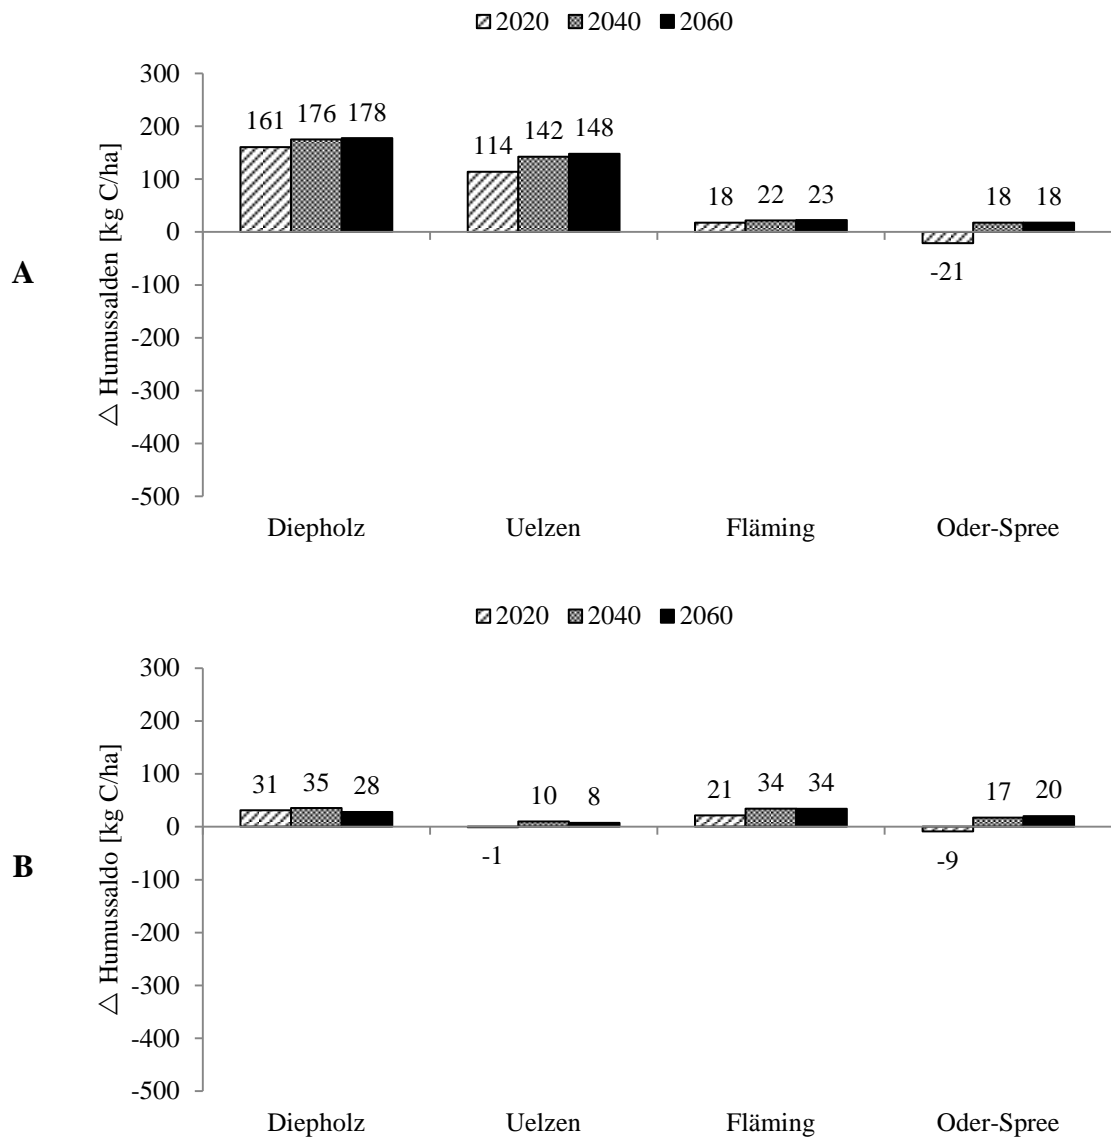 2020 2040 2060
300
200
100
0
-100
-200
-300
-400
-500
△ Humussalden [kg C/ha]
A
161 176 178
114 142 148
18 22 23
-21 18 18
Diepholz Uelzen Fläming Oder-Spree
2020 2040 2060
300
200
100
0
-100
-200
-300
-400
-500
△ Humussaldo [kg C/ha]
B
31 35 28
-1 10 8
21 34 34
-9 17 20
Diepholz Uelzen Fläming Oder-Spree